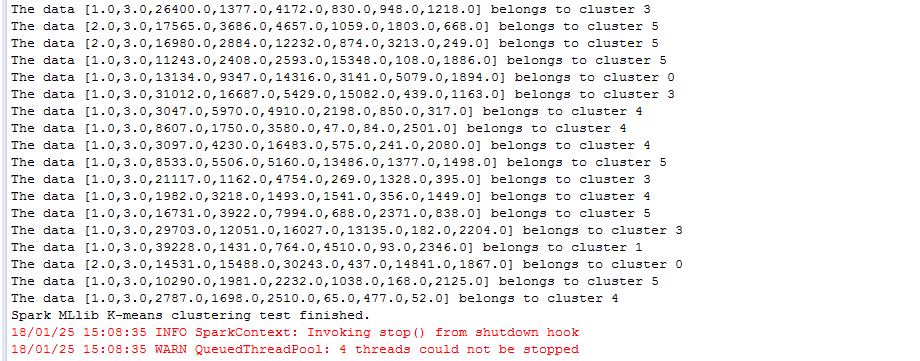 The data [1.0,3.0,26400.0,1377.0,4172.0,830.0,948.0,1218.0] belongs to cluster 3
The data [2.0,3.0,17565.0,3686.0,4657.0,1059.0,1803.0,668.0] belongs to cluster 5
The data [2.0,3.0,16980.0,2884.0,12232.0,874.0,3213.0,249.0] belongs to cluster 5
The data [1.0,3.0,11243.0,2408.0,2593.0,15348.0,108.0,1886.0] belongs to cluster 5
The data [1.0,3.0,13134.0,9347.0,14316.0,3141.0,5079.0,1894.0] belongs to cluster 0
The data [1.0,3.0,31012.0,16687.0,5429.0,15082.0,439.0,1163.0] belongs to cluster 3
The data [1.0,3.0,3047.0,5970.0,4910.0,2198.0,850.0,317.0] belongs to cluster 4
The data [1.0,3.0,8607.0,1750.0,3580.0,47.0,84.0,2501.0] belongs to cluster 4
The data [1.0,3.0,3097.0,4230.0,16483.0,575.0,241.0,2080.0] belongs to cluster 4
The data [1.0,3.0,8533.0,5506.0,5160.0,13486.0,1377.0,1498.0] belongs to cluster 5
The data [1.0,3.0,21117.0,1162.0,4754.0,269.0,1328.0,395.0] belongs to cluster 3
The data [1.0,3.0,1982.0,3218.0,1493.0,1541.0,356.0,1449.0] belongs to cluster 4
The data [1.0,3.0,16731.0,3922.0,7994.0,688.0,2371.0,838.0] belongs to cluster 5
The data [1.0,3.0,29703.0,12051.0,16027.0,13135.0,182.0,2204.0] belongs to cluster 3
The data [1.0,3.0,39228.0,1431.0,764.0,4510.0,93.0,2346.0] belongs to cluster 1
The data [2.0,3.0,14531.0,15488.0,30243.0,437.0,14841.0,1867.0] belongs to cluster 0
The data [1.0,3.0,10290.0,1981.0,2232.0,1038.0,168.0,2125.0] belongs to cluster 5
The data [1.0,3.0,2787.0,1698.0,2510.0,65.0,477.0,52.0] belongs to cluster 4
Spark MLlib K-means clustering test finished.
18/01/25 15:08:35 INFO SparkContext: Invoking stop() from shutdown hook
18/01/25 15:08:35 WARN QueuedThreadPool: 4 threads could not be stopped